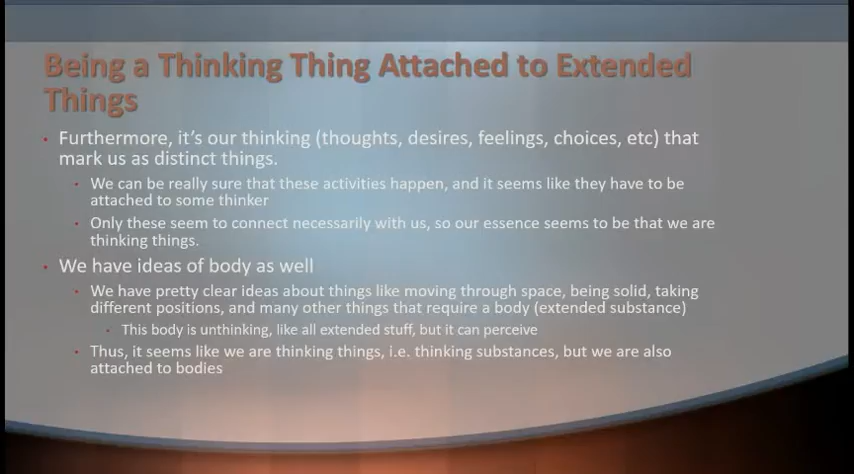 Being a Thinking Thing Attached to Extended
Things
• Furthermore, it's our thinking (thoughts, desires, feelings, choices, etc) that
mark us as distinct things.
• We can be really sure that these activities happen, and it seems like they have to be
attached to some thinker
• Only these seem to connect necessarily with us, so our essence seems to be that we are
thinking things.
• We have ideas of body as well
• We have pretty clear ideas about things like moving through space, being solid, taking
different positions, and many other things that require a body (extended substance)
• This body is unthinking, like all extended stuff, but it can perceive
• Thus, it seems like we are thinking things, i.e. thinking substances, but we are also
attached to bodies